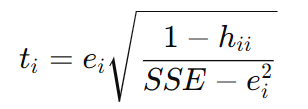 t_i = e_i \sqrt{\frac{1 - h_{ii}}{SSE - e_i^2}}